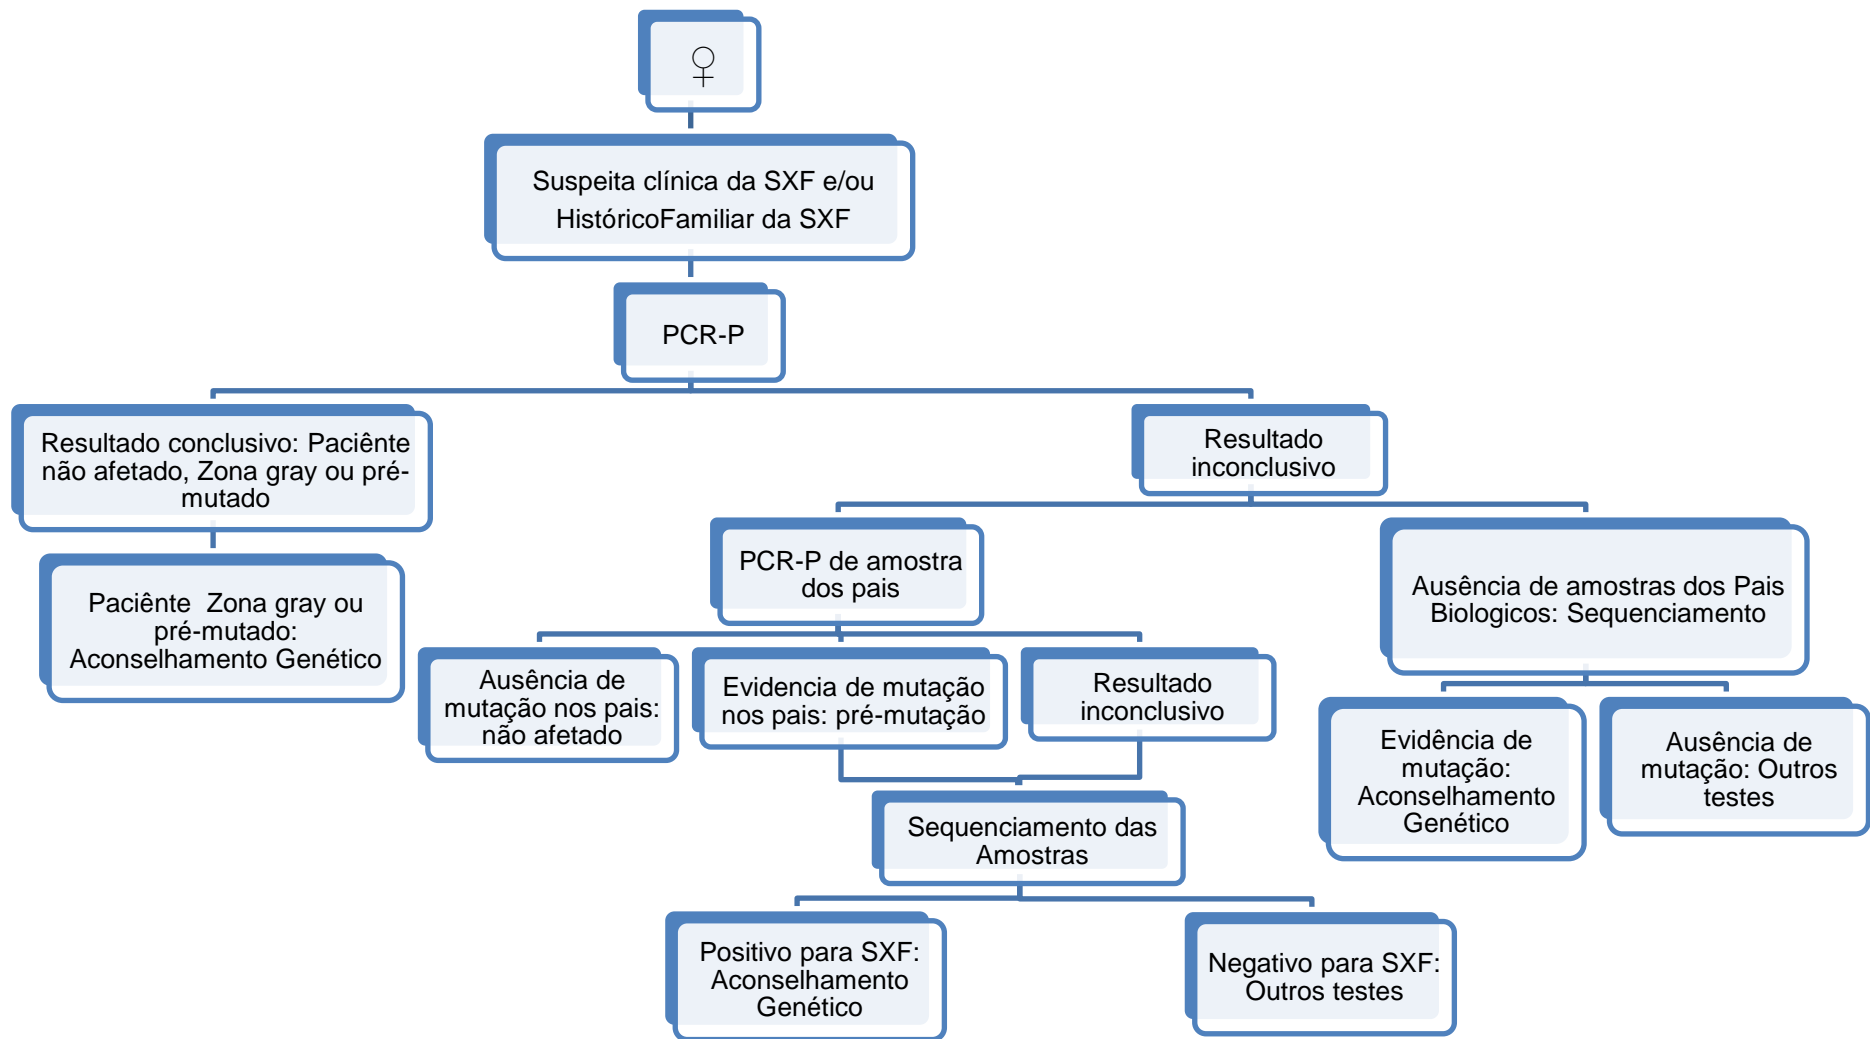 ♀
Suspeita clínica da SXF e/ou
HistóricoFamiliar da SXF
PCR-P
Resultado conclusivo: Paciênte
não afetado, Zona gray ou pré-
mutado
Resultado
inconclusivo
Paciênte  Zona gray ou
pré-mutado:
Aconselhamento Genético
PCR-P de amostra
dos pais
Ausência de amostras dos Pais
Biologicos: Sequenciamento
Ausência de
mutação nos pais:
não afetado
Evidencia de mutação
nos pais: pré-mutação
Resultado
inconclusivo
Evidência de
mutação:
Aconselhamento
Genético
Ausência de
mutação: Outros
testes
Sequenciamento das
Amostras
Positivo para SXF:
Aconselhamento
Genético
Negativo para SXF:
Outros testes